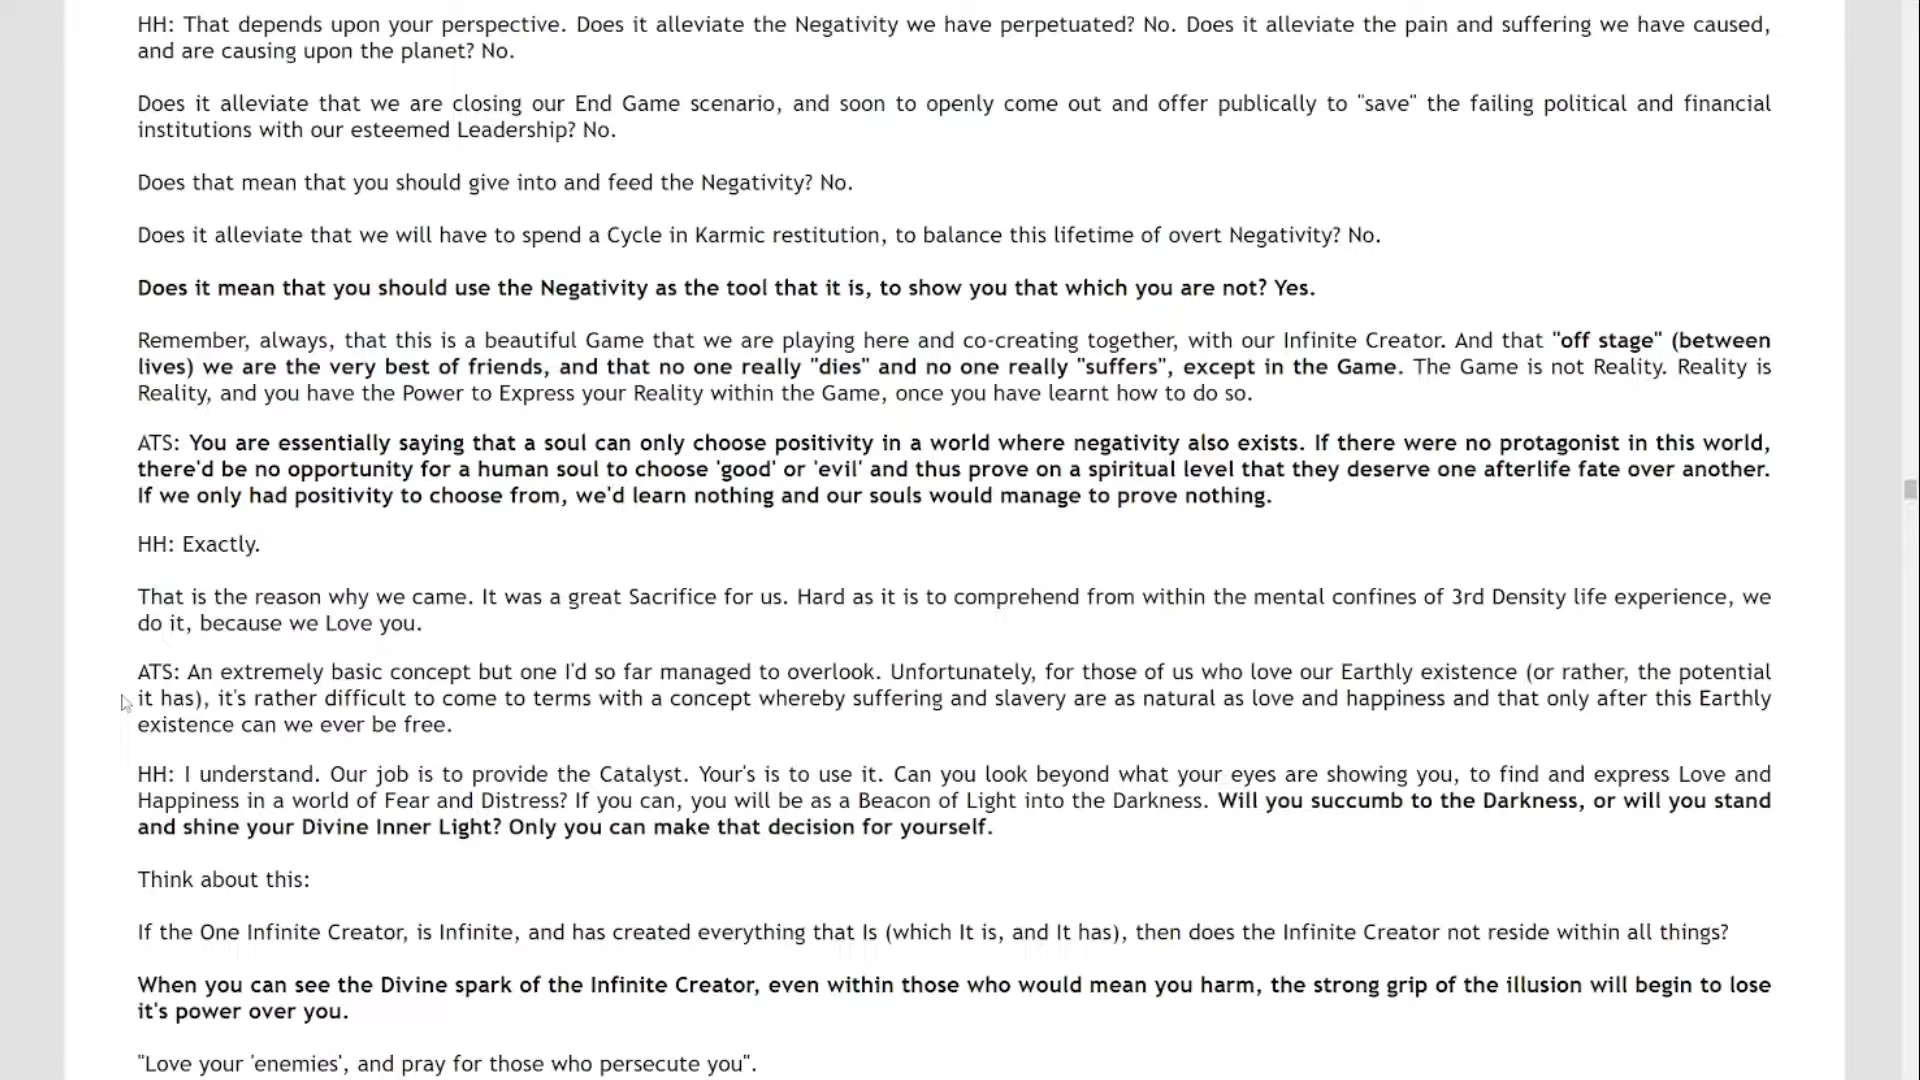 HH: That depends upon your perspective. Does it alleviate the Negativity we have perpetuated? No. Does it alleviate the pain and suffering we have caused,
and are causing upon the planet? No.
Does it alleviate that we are closing our End Game scenario, and soon to openly come out and offer publically to "save" the failing political and financial
institutions with our esteemed Leadership? No.
Does that mean that you should give into and feed the Negativity? No.
Does it alleviate that we will have to spend a Cycle in Karmic restitution, to balance this lifetime of overt Negativity? No.
Does it mean that you should use the Negativity as the tool that it is, to show you that which you are not? Yes.
Remember, always, that this is a beautiful Game that we are playing here and co-creating together, with our Infinite Creator. And that "off stage" (between
lives) we are the very best of friends, and that no one really "dies" and no one really "suffers", except in the Game. The Game is not Reality. Reality is
Reality, and you have the Power to Express your Reality within the Game, once you have learnt how to do so.
ATS: You are essentially saying that a soul can only choose positivity in a world where negativity also exists. If there were no protagonist in this world,
there'd be no opportunity for a human soul to choose 'good' or 'evil' and thus prove on a spiritual level that they deserve one afterlife fate over another.
If we only had positivity to choose from, we'd learn nothing and our souls would manage to prove nothing.
HH: Exactly.
That is the reason why we came. It was a great Sacrifice for us. Hard as it is to comprehend from within the mental confines of 3rd Density life experience, we
do it, because we Love you.
ATS: An extremely basic concept but one I'd so far managed to overlook. Unfortunately, for those of us who love our Earthly existence (or rather, the potential
it has), it's rather difficult to come to terms with a concept whereby suffering and slavery are as natural as love and happiness and that only after this Earthly
existence can we ever be free.
HH: I understand. Our job is to provide the Catalyst. Your's is to use it. Can you look beyond what your eyes are showing you, to find and express Love and
Happiness in a world of Fear and Distress? If you can, you will be as a Beacon of Light into the Darkness. Will you succumb to the Darkness, or will you stand
and shine your Divine Inner Light? Only you can make that decision for yourself.
Think about this:
If the One Infinite Creator, is Infinite, and has created everything that Is (which It is, and It has), then does the Infinite Creator not reside within all things?
When you can see the Divine spark of the Infinite Creator, even within those who would mean you harm, the strong grip of the illusion will begin to lose
it's power over you.
"Love your 'enemies', and pray for those who persecute you".